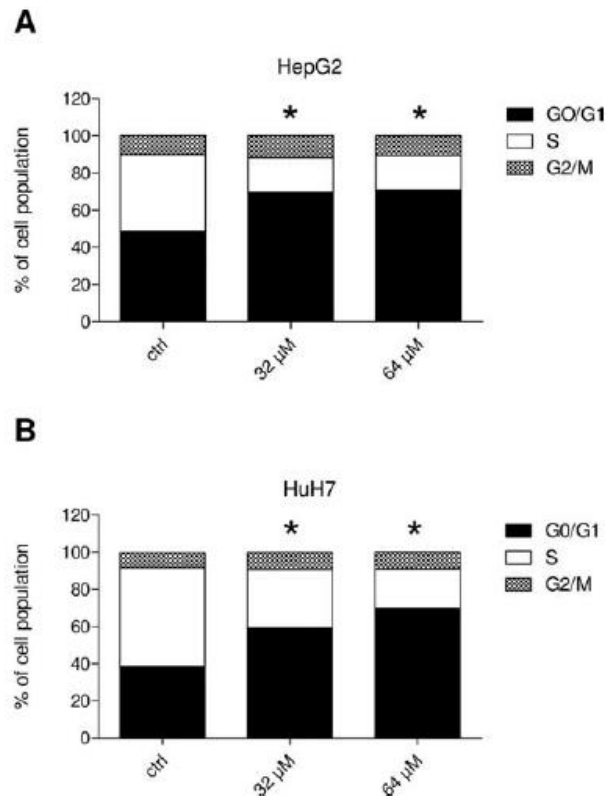 A
HepG2
% of cell population
120
100
80
60
40
20
0
* *
ctrl 32 µM 64 µM
GO/G1
S
G2/M
B
HuH7
% of cell population
120
100
80
60
40
20
0
* *
ctrl 32 µM 64 µM
G0/G1
S
G2/M